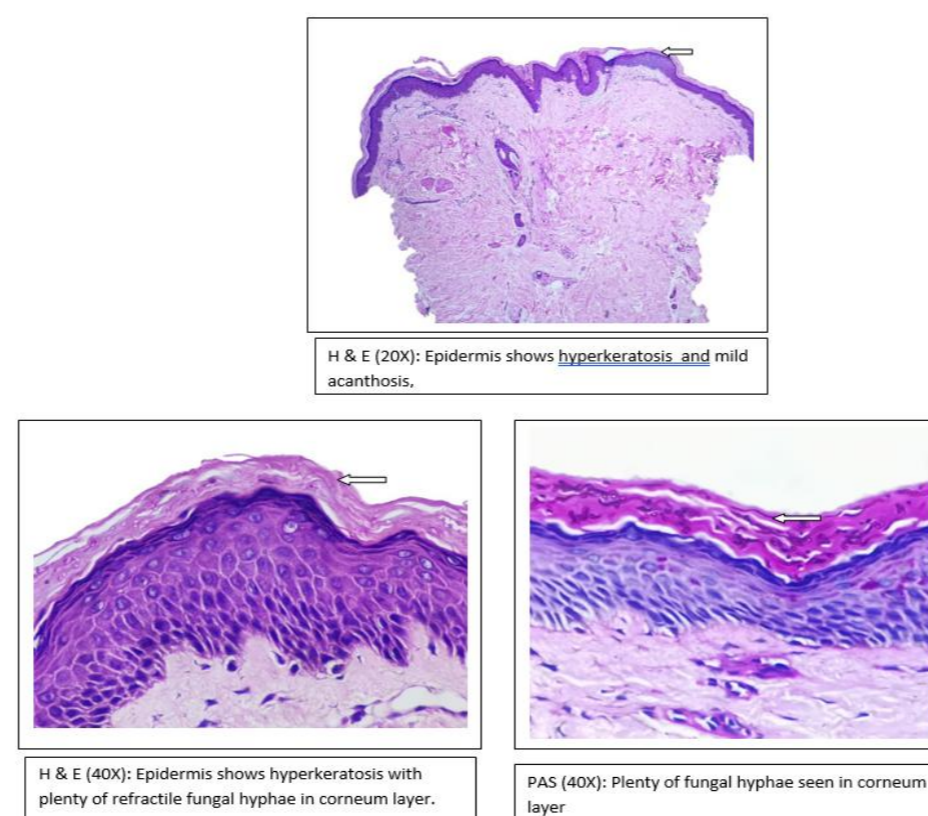 H & E (20X): Epidermis shows hyperkeratosis and mild
acanthosis,
H & E (40X): Epidermis shows hyperkeratosis with
plenty of refractile fungal hyphae in corneum layer.
PAS (40X): Plenty of fungal hyphae seen in corneum
layer